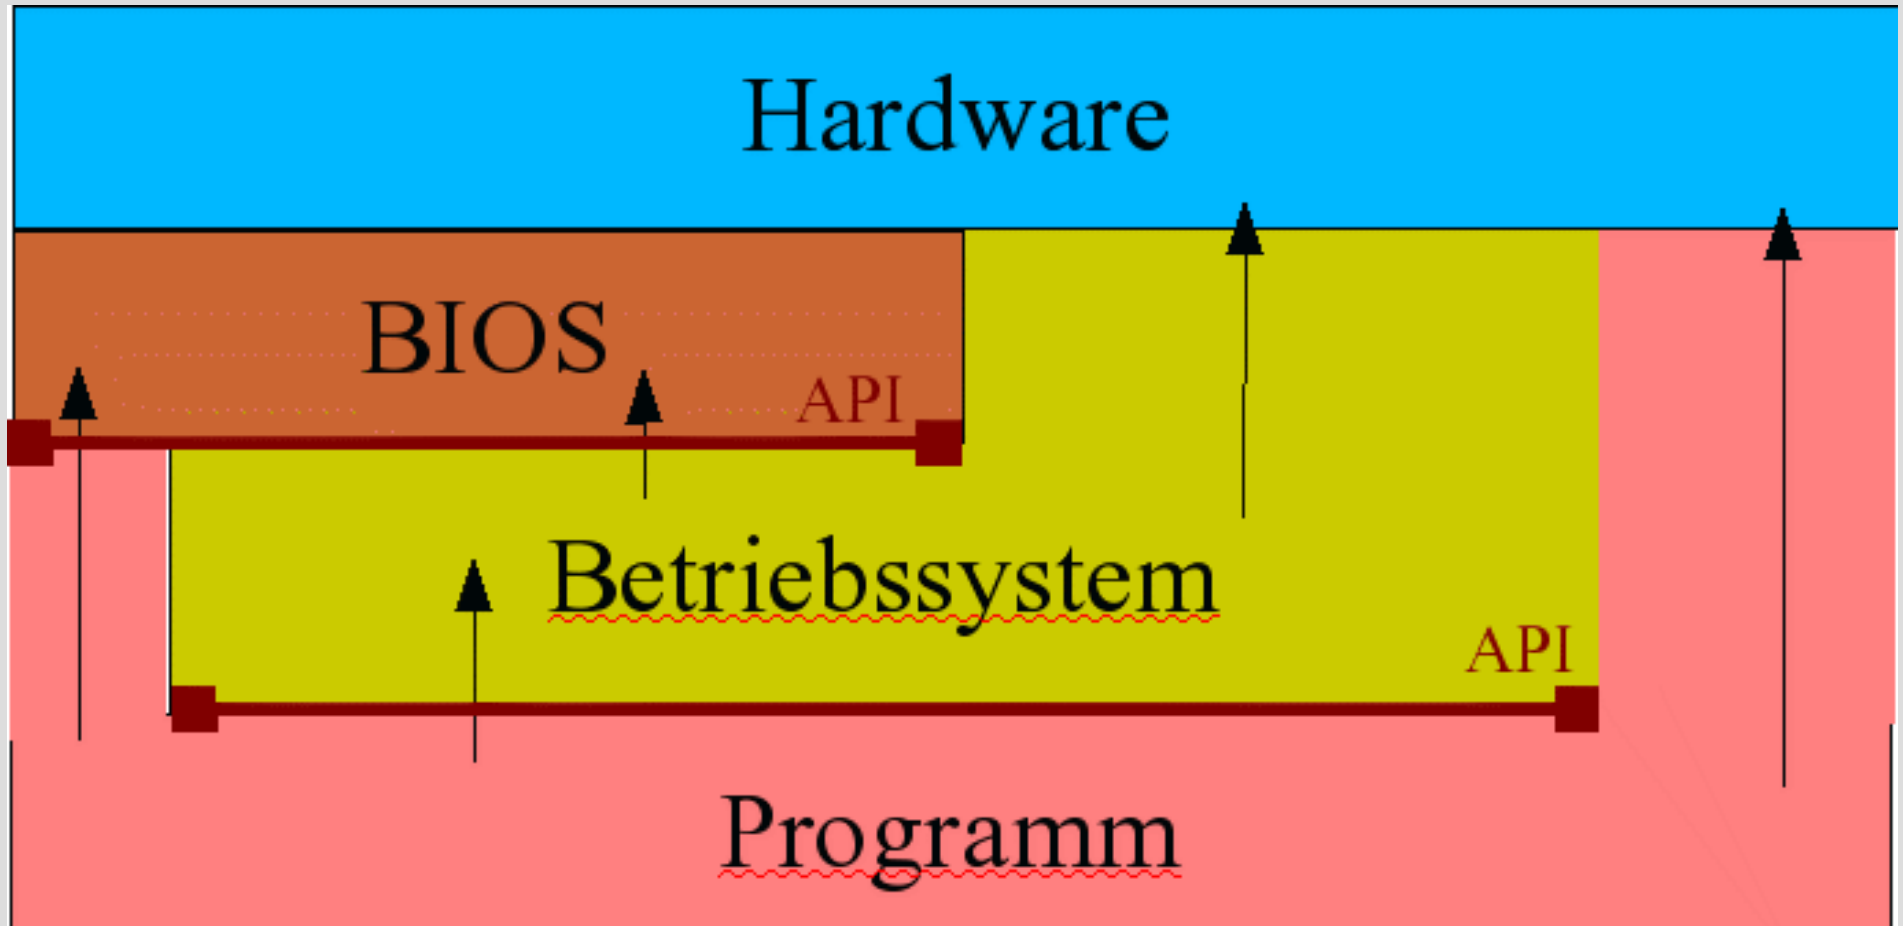 Hardware
BIOS
API
Betriebssystem
API
Programm